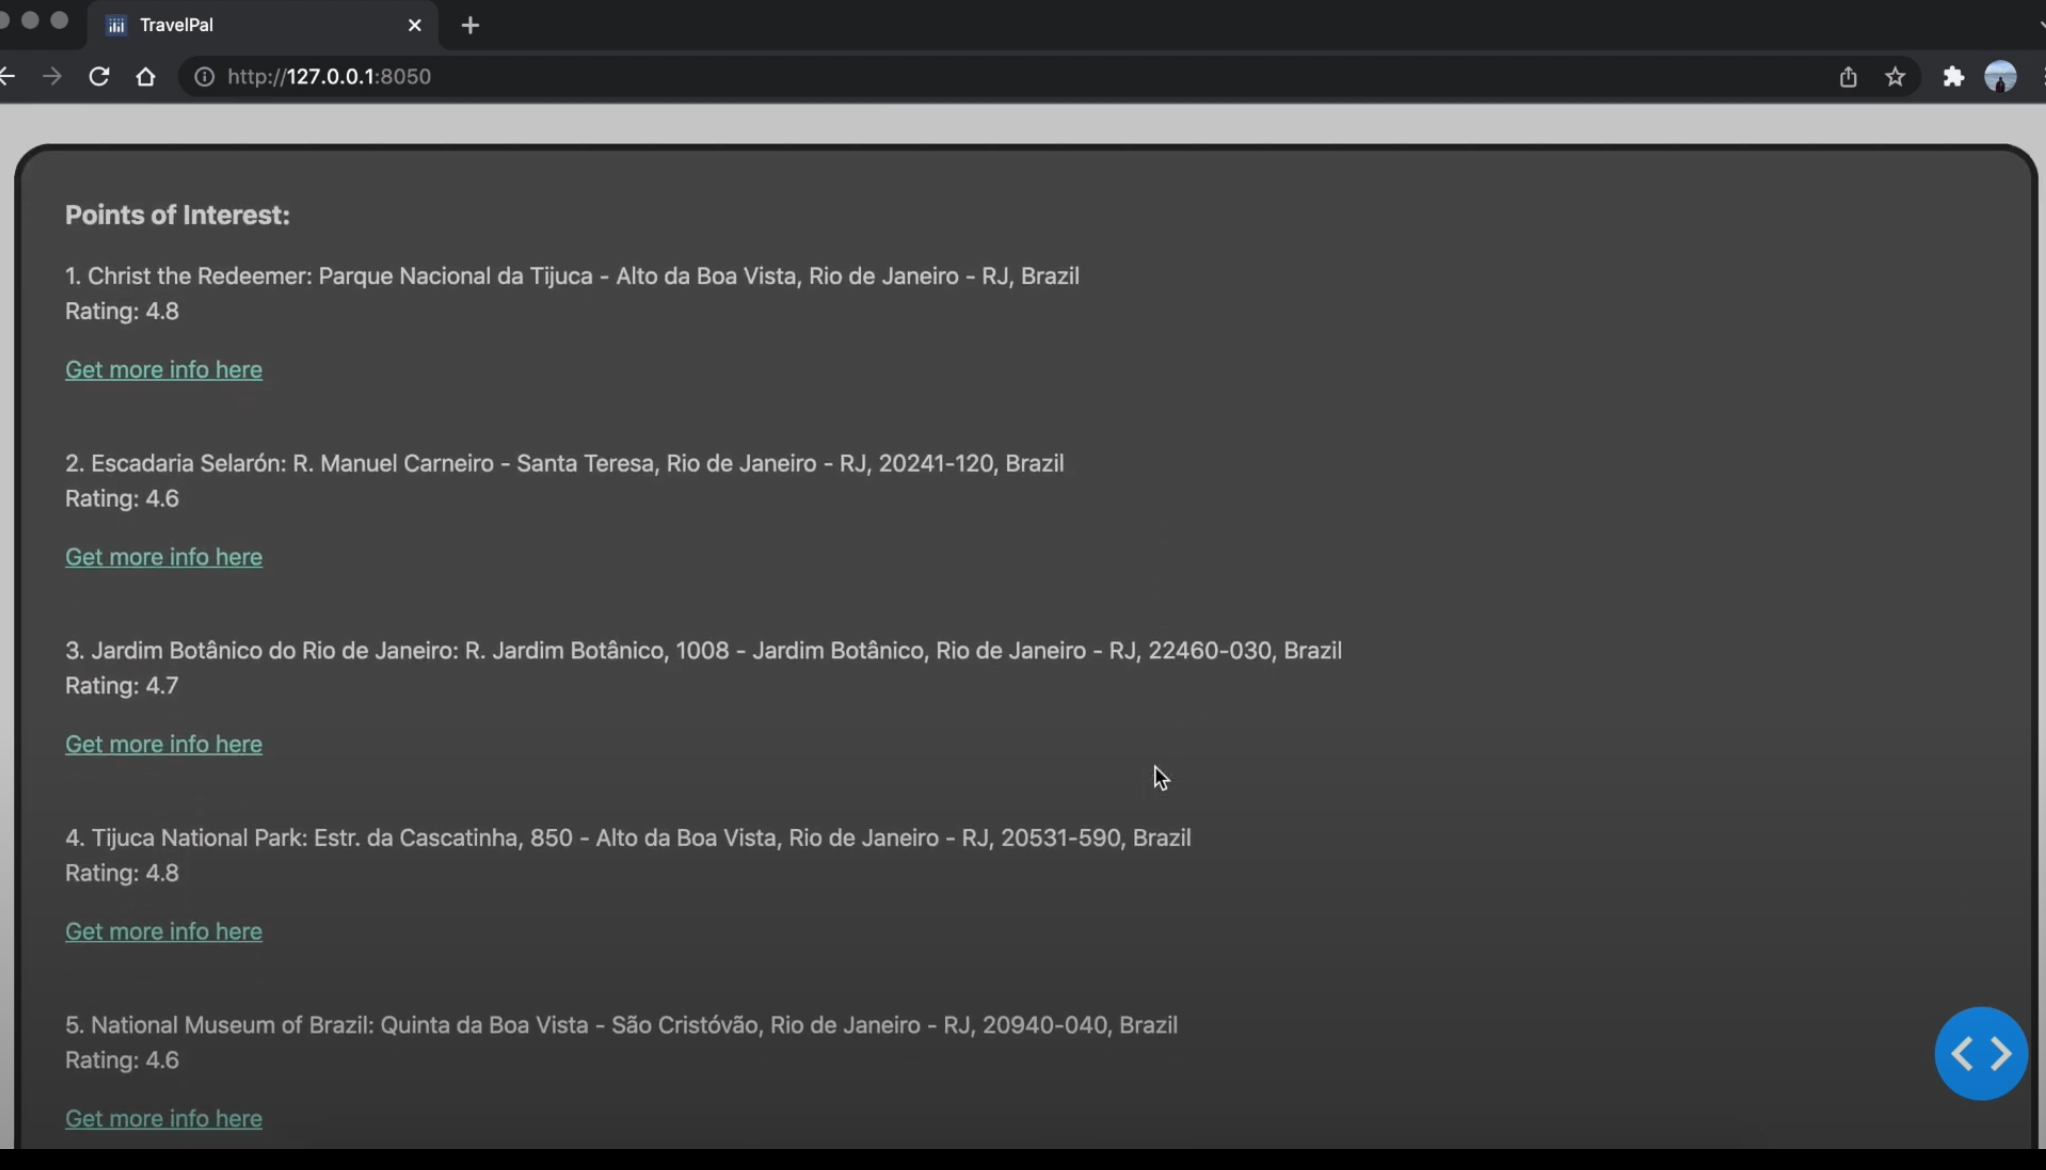 TravelPal
http://127.0.0.1:8050
Points of Interest:
1. Christ the Redeemer: Parque Nacional da Tijuca - Alto da Boa Vista, Rio de Janeiro - RJ, Brazil
Rating: 4.8
Get more info here
2. Escadaria Selarón: R. Manuel Carneiro - Santa Teresa, Rio de Janeiro - RJ, 20241-120, Brazil
Rating: 4.6
Get more info here
3. Jardim Botânico do Rio de Janeiro: R. Jardim Botânico, 1008 - Jardim Botânico, Rio de Janeiro - RJ, 22460-030, Brazil
Rating: 4.7
Get more info here
4. Tijuca National Park: Estr. da Cascatinha, 850 - Alto da Boa Vista, Rio de Janeiro - RJ, 20531-590, Brazil
Rating: 4.8
Get more info here
5. National Museum of Brazil: Quinta da Boa Vista - São Cristóvão, Rio de Janeiro - RJ, 20940-040, Brazil
Rating: 4.6
Get more info here